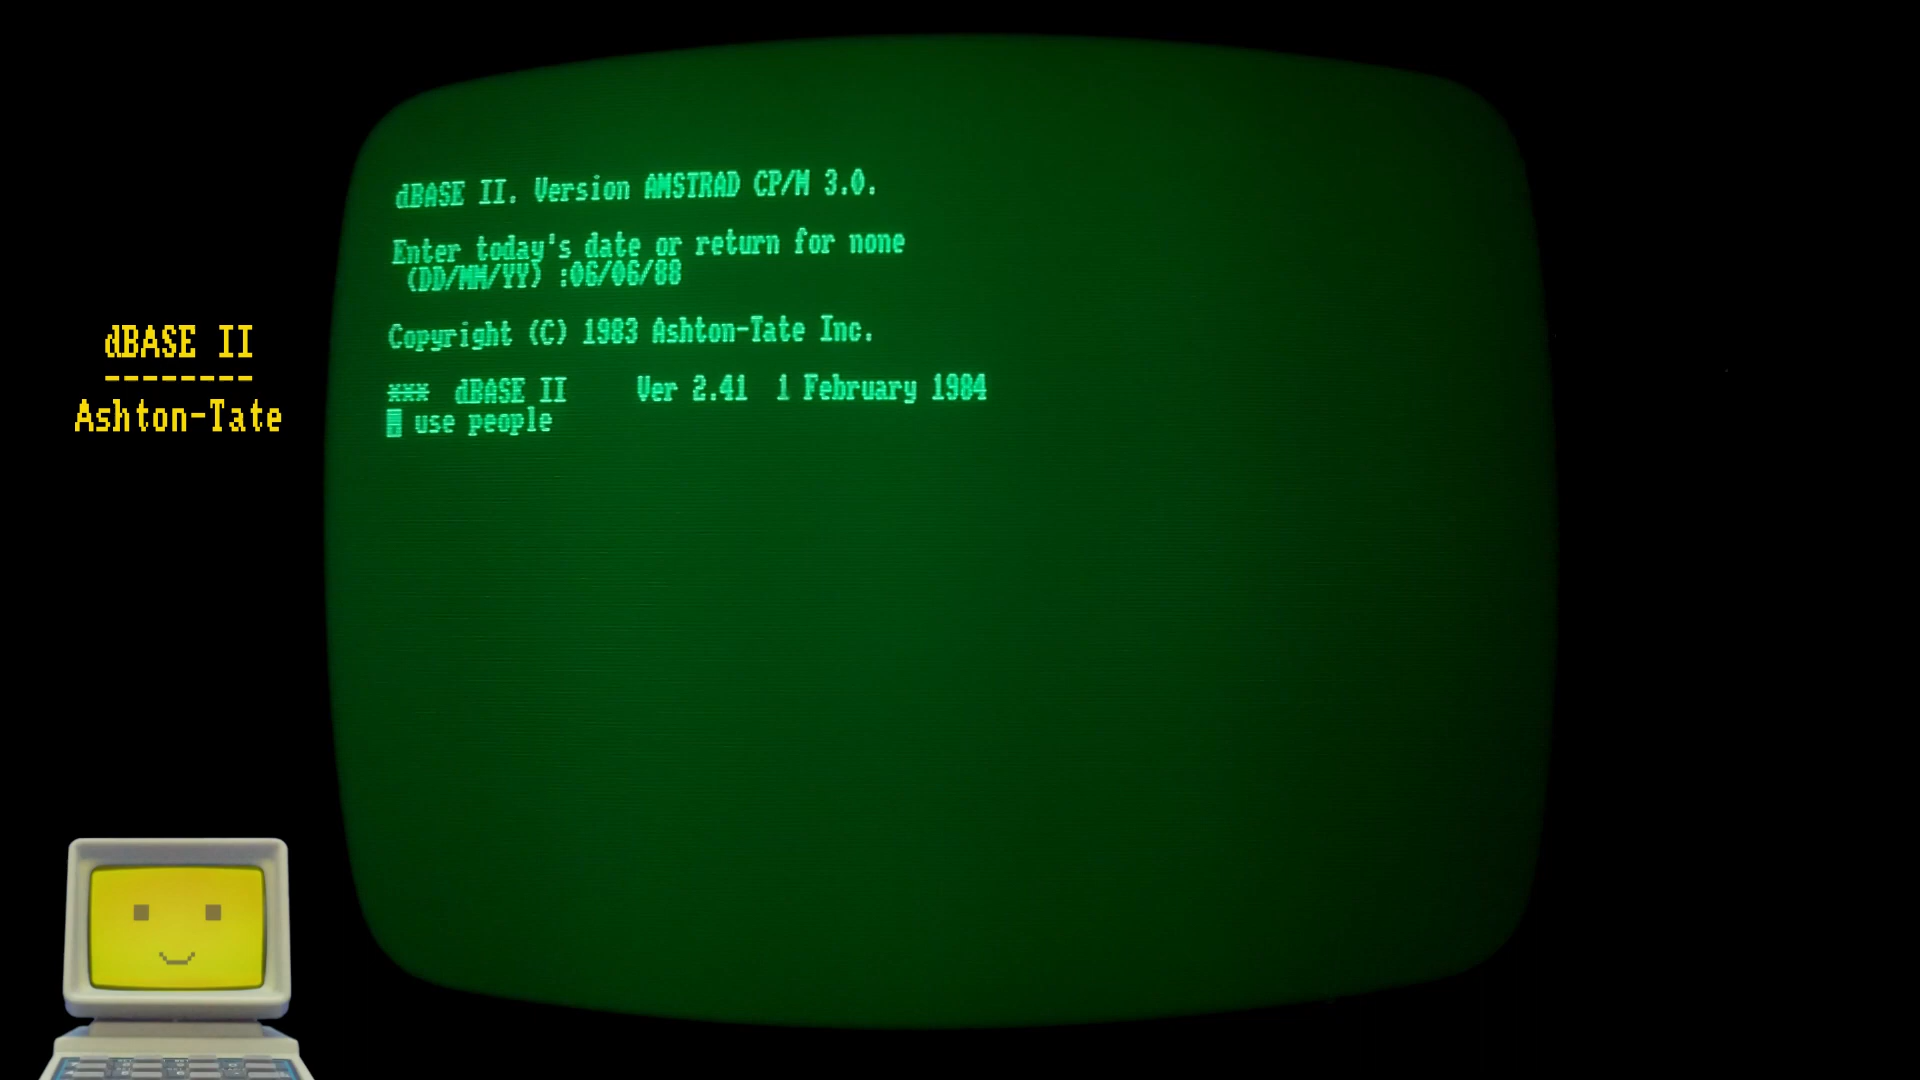 dBASE II
--------
Ashton-Tate
dBASE II. Version AMSTRAD CP/M 3.0.
Enter today's date or return for none
(DD/MM/YY) :06/06/88
Copyright (C) 1983 Ashton-Tate Inc.
*** dBASE II     Ver 2.41  1 February 1984
. use people